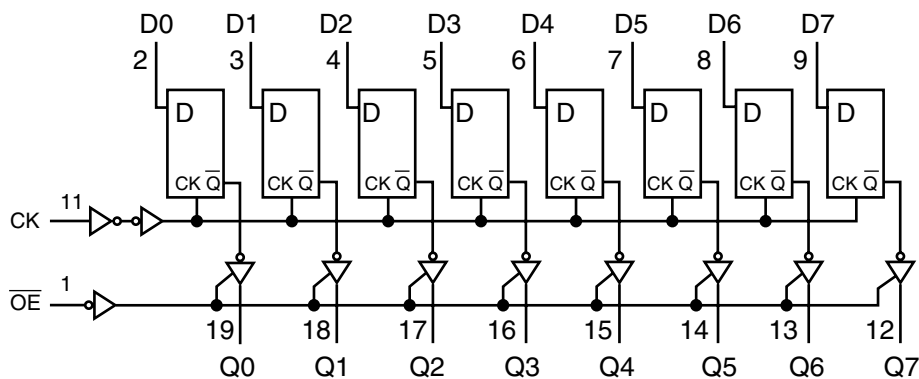 D0 D1 D2 D3 D4 D5 D6 D7
2 3 4 5 6 7 8 9
D D D D D D D D
CK Q̅ CK Q̅ CK Q̅ CK Q̅ CK Q̅ CK Q̅ CK Q̅ CK Q̅
11
CK
1
O̅E̅
19 18 17 16 15 14 13 12
Q0 Q1 Q2 Q3 Q4 Q5 Q6 Q7